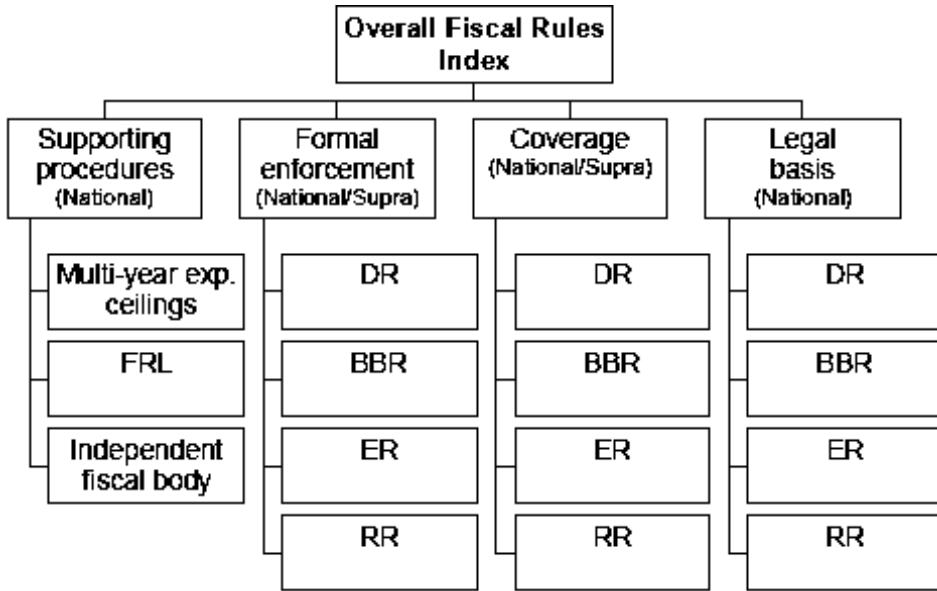 Overall Fiscal Rules
Index
Supporting
procedures
(National)
Multi-year exp.
ceilings
FRL
Independent
fiscal body
Formal
enforcement
(National/Supra)
DR
BBR
ER
RR
Coverage
(National/Supra)
DR
BBR
ER
RR
Legal
basis
(National)
DR
BBR
ER
RR